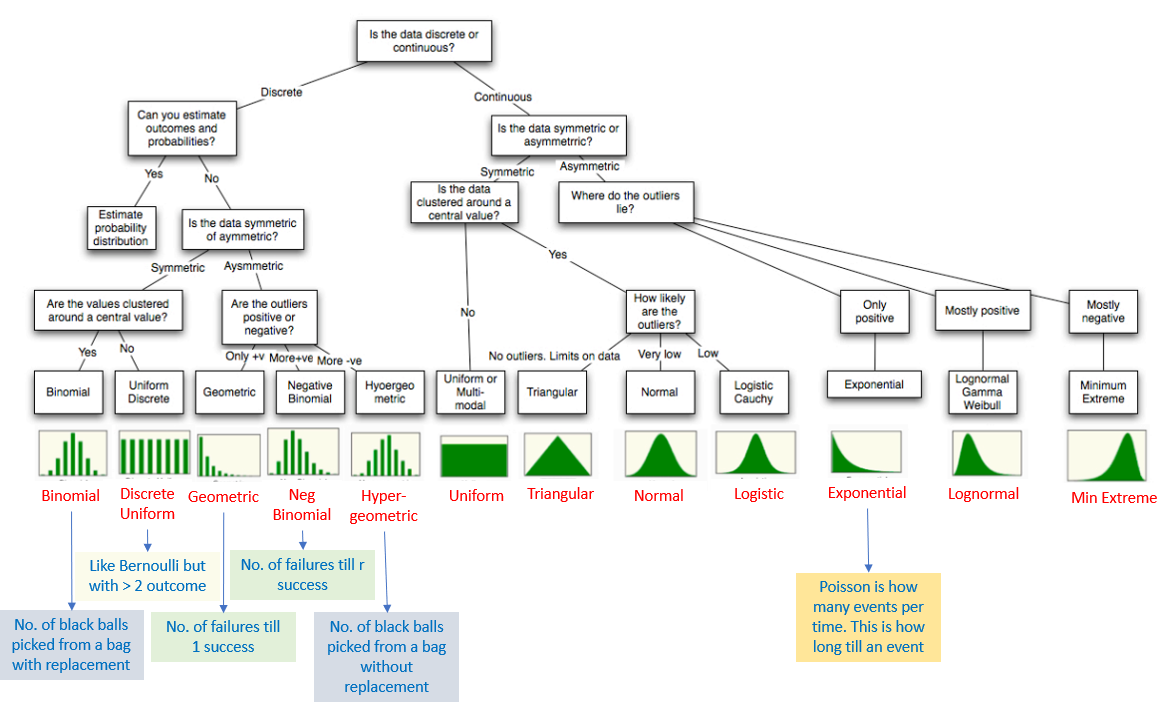 Is the data discrete or
continuous?
Discrete
Continuous
Can you estimate
outcomes and
probabilities?
Is the data symmetric or
asymmetrric?
Yes
No
Symmetric
Asymmetric
Estimate
probability
distribution
Is the data symmetric
of aymmetric?
Is the data
clustered around a
central value?
Where do the outliers
lie?
Symmetric
Aysmmetric
Yes
No
Are the values clustered
around a central value?
Are the outliers
positive or
negative?
How likely
are the
outliers?
Only
positive
Mostly positive
Mostly
negative
Yes
No
Only +v
More+ve
More -ve
No outliers. Limits on data
Very low
Low
Binomial
Uniform
Discrete
Geometric
Negative
Binomial
Hyoergeo
metric
Uniform or
Multi-
modal
Triangular
Normal
Logistic
Cauchy
Exponential
Lognormal
Gamma
Weibull
Minimum
Extreme
Binomial
Discrete
Uniform
Geometric
Neg
Binomial
Hyper-
geometric
Uniform
Triangular
Normal
Logistic
Exponential
Lognormal
Min Extreme
Like Bernoulli but
with > 2 outcome
No. of failures till r
success
No. of black balls
picked from a bag
with replacement
No. of failures till
1 success
No. of black balls
picked from a bag
without
replacement
Poisson is how
many events per
time. This is how
long till an event